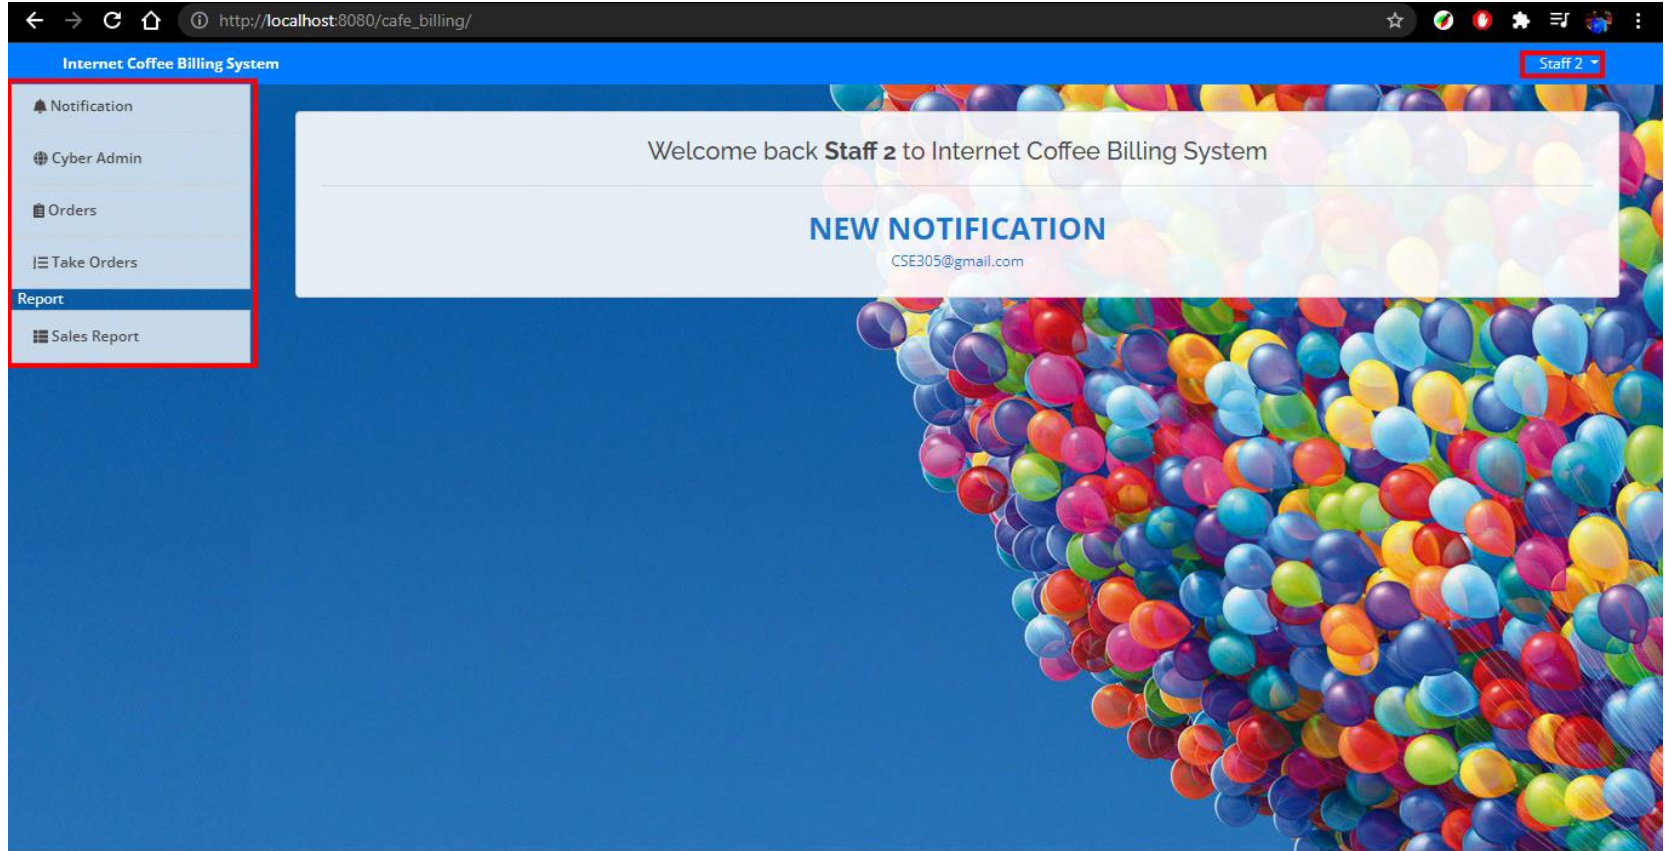 http://localhost:8080/cafe_billing/
Internet Coffee Billing System
Staff 2
Notification
Cyber Admin
Orders
Take Orders
Report
Sales Report
Welcome back Staff 2 to Internet Coffee Billing System
NEW NOTIFICATION
CSE305@gmail.com